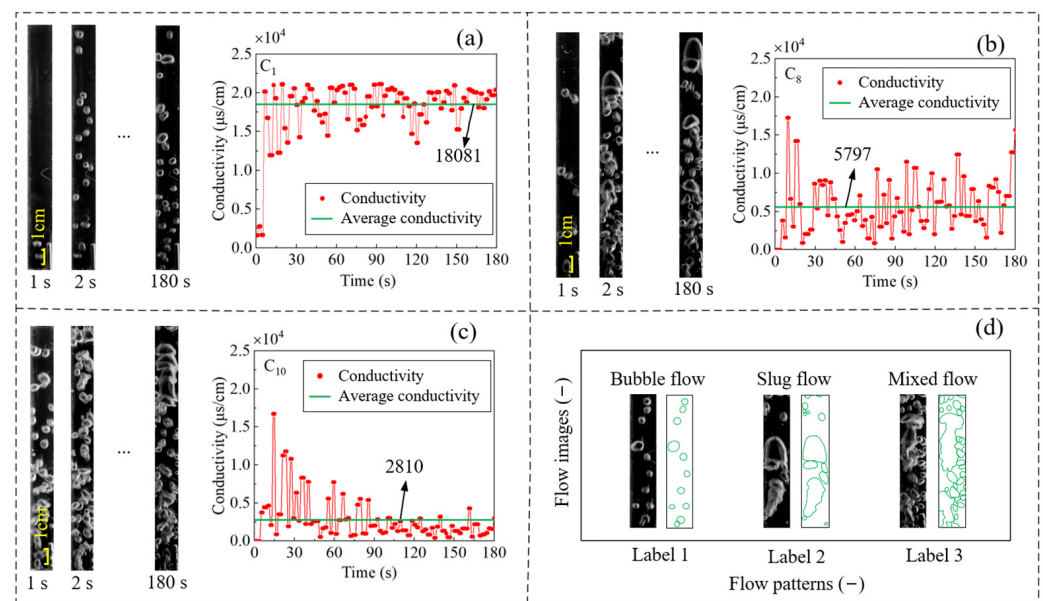 (a)
×10⁴
2.5
2.0
1.5
1.0
0.5
0.0
Conductivity (μs/cm)
C₁
18081
Conductivity
Average conductivity
0 30 60 90 120 150 180
Time (s)
...
1cm
1 s 2 s 180 s
(b)
×10⁴
2.5
2.0
1.5
1.0
0.5
0.0
Conductivity (μs/cm)
C₈
Conductivity
Average conductivity
5797
0 30 60 90 120 150 180
Time (s)
...
1cm
1 s 2 s 180 s
(c)
×10⁴
2.5
2.0
1.5
1.0
0.5
0.0
Conductivity (μs/cm)
C₁₀
Conductivity
Average conductivity
2810
0 30 60 90 120 150 180
Time (s)
...
1cm
1 s 2 s 180 s
(d)
Flow images (−)
Bubble flow Slug flow Mixed flow
Label 1 Label 2 Label 3
Flow patterns (−)